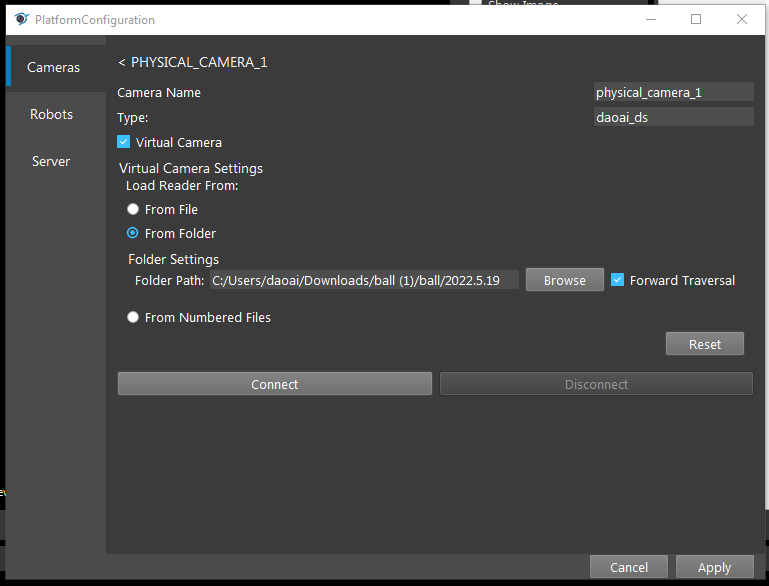 Show Image
PlatformConfiguration
Cameras
< PHYSICAL_CAMERA_1
Camera Name physical_camera_1
Robots
Type: daoai_ds
Virtual Camera
Server
Virtual Camera Settings
Load Reader From:
From File
From Folder
Folder Settings
Folder Path: C:/Users/daoai/Downloads/ball (1)/ball/2022.5.19 Browse Forward Traversal
From Numbered Files
Reset
Connect Disconnect
Cancel Apply